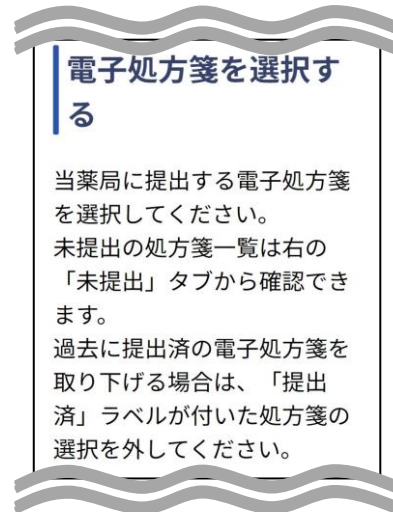 電子処方箋を選択す
る
当薬局に提出する電子処方箋
を選択してください。
未提出の処方箋一覧は右の
「未提出」タブから確認でき
ます。
過去に提出済の電子処方箋を
取り下げる場合は、「提出
済」ラベルが付いた処方箋の
選択を外してください。